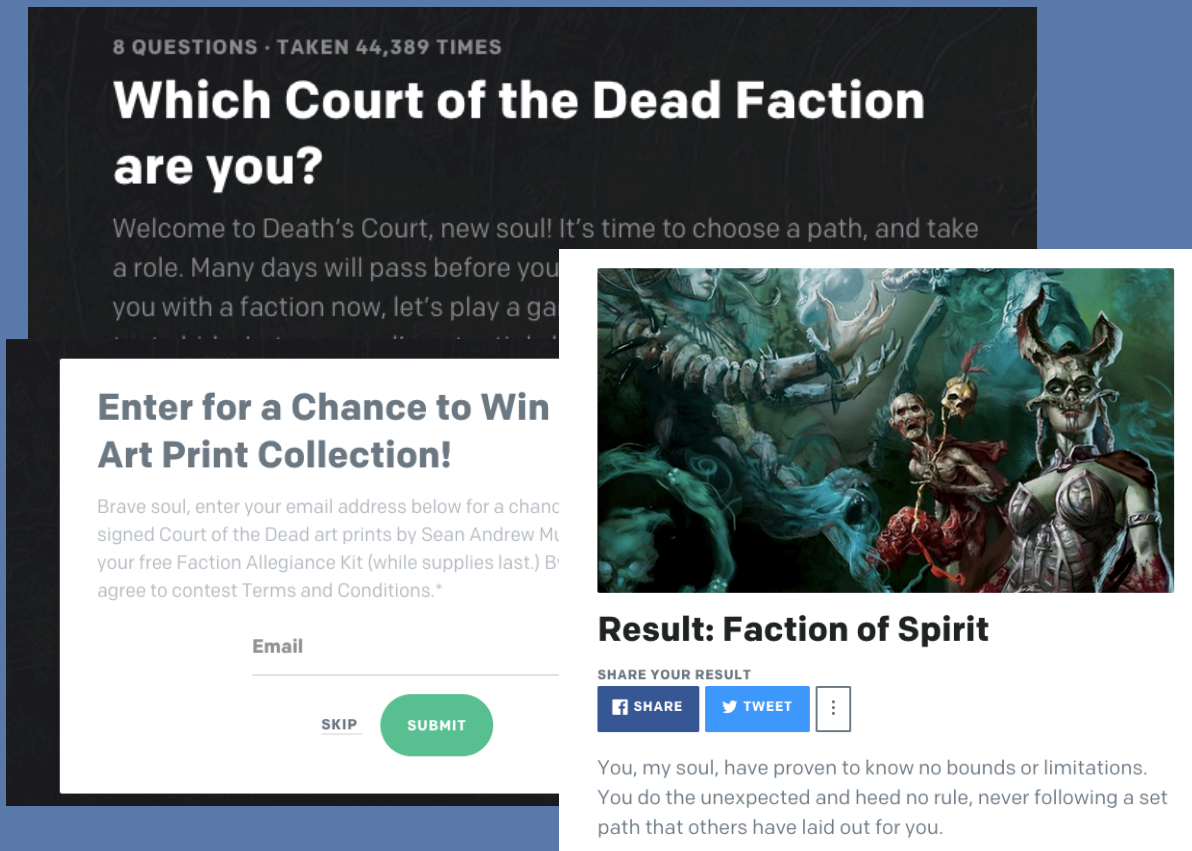 8 QUESTIONS · TAKEN 44,389 TIMES
Which Court of the Dead Faction
are you?
Welcome to Death's Court, new soul! It's time to choose a path, and take
a role. Many days will pass before you
you with a faction now, let's play a ga
Enter for a Chance to Win
Art Print Collection!
Brave soul, enter your email address below for a chanc
signed Court of the Dead art prints by Sean Andrew Mu
your free Faction Allegiance Kit (while supplies last.) B
agree to contest Terms and Conditions.*
Email
SKIP
SUBMIT
Result: Faction of Spirit
SHARE YOUR RESULT
SHARE
TWEET
You, my soul, have proven to know no bounds or limitations.
You do the unexpected and heed no rule, never following a set
path that others have laid out for you.